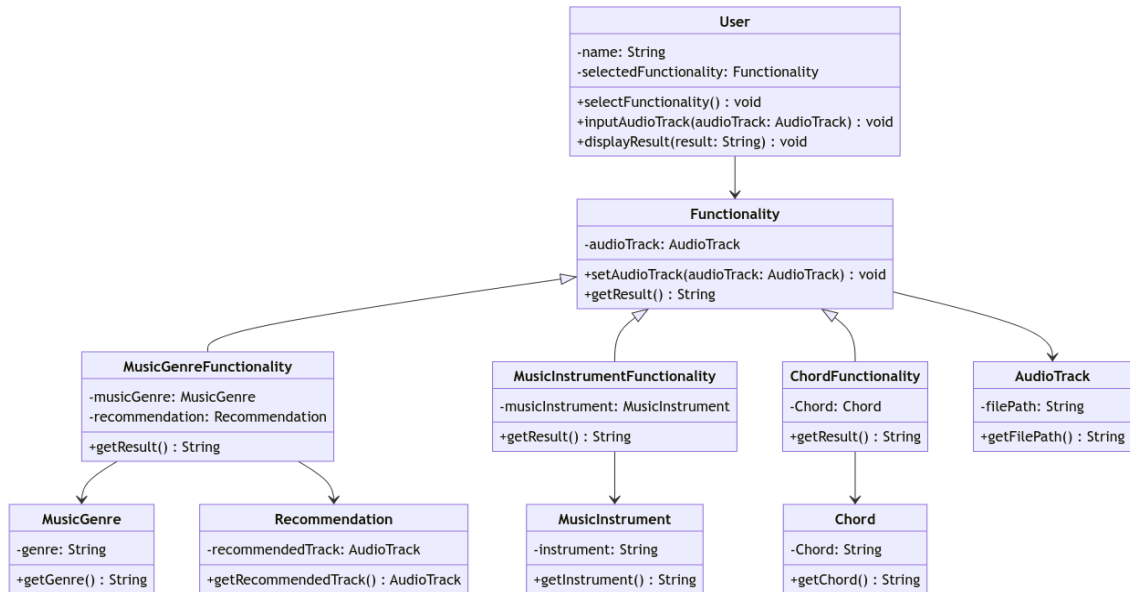 User
-name: String
-selectedFunctionality: Functionality
+selectFunctionality() : void
+inputAudioTrack(audioTrack: AudioTrack) : void
+displayResult(result: String) : void
Functionality
-audioTrack: AudioTrack
+setAudioTrack(audioTrack: AudioTrack) : void
+getResult() : String
MusicGenreFunctionality
-musicGenre: MusicGenre
-recommendation: Recommendation
+getResult() : String
MusicInstrumentFunctionality
-musicInstrument: MusicInstrument
+getResult() : String
ChordFunctionality
-Chord: Chord
+getResult() : String
AudioTrack
-filePath: String
+getFilePath() : String
MusicGenre
-genre: String
+getGenre() : String
Recommendation
-recommendedTrack: AudioTrack
+getRecommendedTrack() : AudioTrack
MusicInstrument
-instrument: String
+getInstrument() : String
Chord
-Chord: String
+getChord() : String